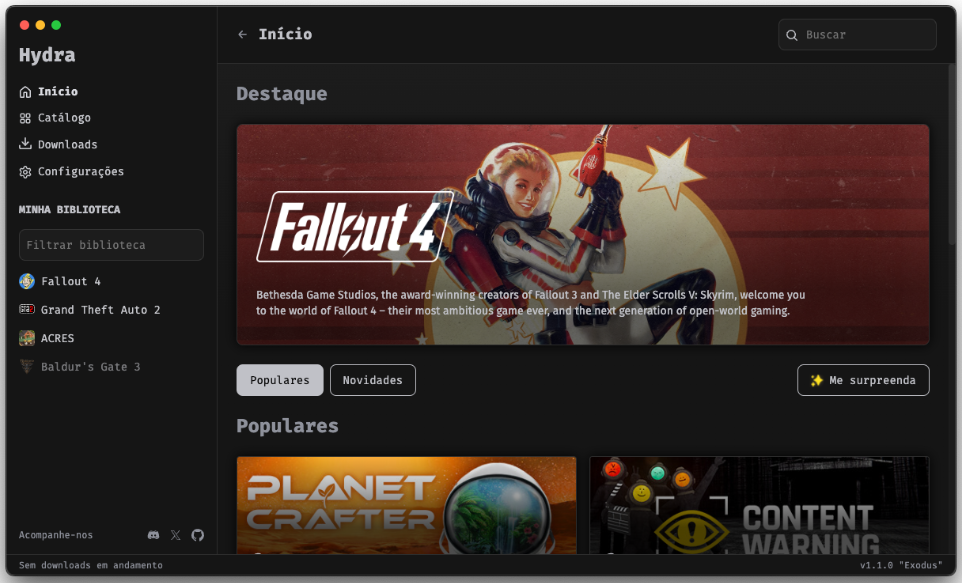 Hydra
Início
Catálogo
Downloads
Configurações
MINHA BIBLIOTECA
Filtrar biblioteca
Fallout 4
Grand Theft Auto 2
ACRES
Baldur's Gate 3
Acompanhe-nos
← Início
Buscar
Destaque
Fallout 4
Bethesda Game Studios, the award-winning creators of Fallout 3 and The Elder Scrolls V: Skyrim, welcome you
to the world of Fallout 4 – their most ambitious game ever, and the next generation of open-world gaming.
Populares
Novidades
✨ Me surpreenda
Populares
PLANET
CRAFTER
CONTENT
WARNING
Sem downloads em andamento
v1.1.0 "Exodus"